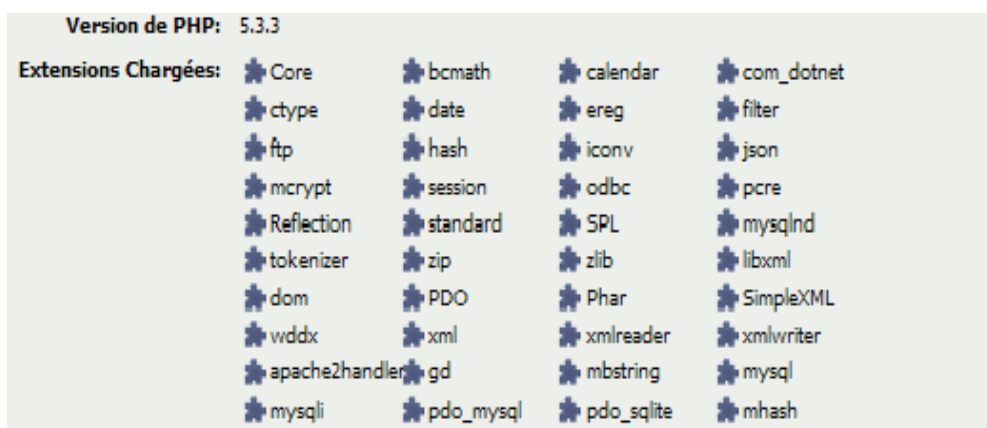 Version de PHP: 5.3.3
Extensions Chargées: Core bcmath calendar com_dotnet
ctype date ereg filter
ftp hash iconv json
mcrypt session odbc pcre
Reflection standard SPL mysqlnd
tokenizer zip zlib libxml
dom PDO Phar SimpleXML
wddx xml xmlreader xmlwriter
apache2handler gd mbstring mysql
mysqli pdo_mysql pdo_sqlite mhash